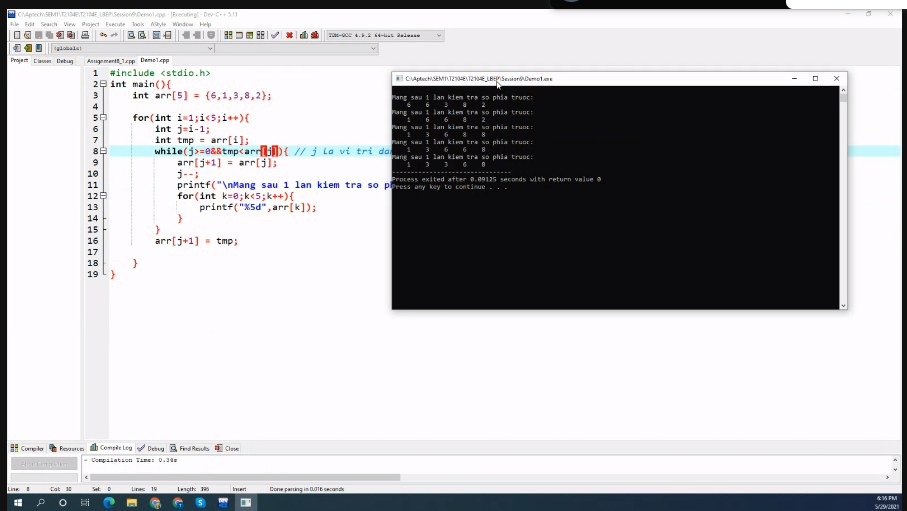 C:\Aptech\SEM1\T2104E\T2104E_LBEP\Session9\Demo1.cpp - [Executing] - Dev-C++ 5.11
File Edit Search View Project Execute Tools AStyle Window Help
TDM-GCC 4.9.2 64-bit Release
(globals)
Project Classes Debug Assignment8_1.cpp Demo1.cpp
1 #include <stdio.h>
2 int main(){
3 int arr[5] = {6,1,3,8,2};
4
5 for(int i=1;i<5;i++){
6 int j=i-1;
7 int tmp = arr[i];
8 while(j>=0&&tmp<arr[j]){ // j la vi tri dan
9 arr[j+1] = arr[j];
10 j--;
11 printf("\nMang sau 1 lan kiem tra so ph
12 for(int k=0;k<5;k++){
13 printf("%5d",arr[k]);
14 }
15 }
16 arr[j+1] = tmp;
17
18 }
19 }
C:\Aptech\SEM1\T2104E\T2104E_LBEP\Session9\Demo1.exe
Mang sau 1 lan kiem tra so phia truoc:
6 6 3 8 2
Mang sau 1 lan kiem tra so phia truoc:
1 6 6 8 2
Mang sau 1 lan kiem tra so phia truoc:
1 3 6 8 8
Mang sau 1 lan kiem tra so phia truoc:
1 3 6 6 8
Mang sau 1 lan kiem tra so phia truoc:
1 3 3 6 8
--------------------------------
Process exited after 0.09125 seconds with return value 0
Press any key to continue . . .
Compiler Resources Compile Log Debug Find Results Close
- Compilation Time: 0.34s
Line: 8 Col: 30 Sel: 0 Lines: 19 Length: 396 Insert Done parsing in 0.016 seconds
6:16 PM
5/29/2021